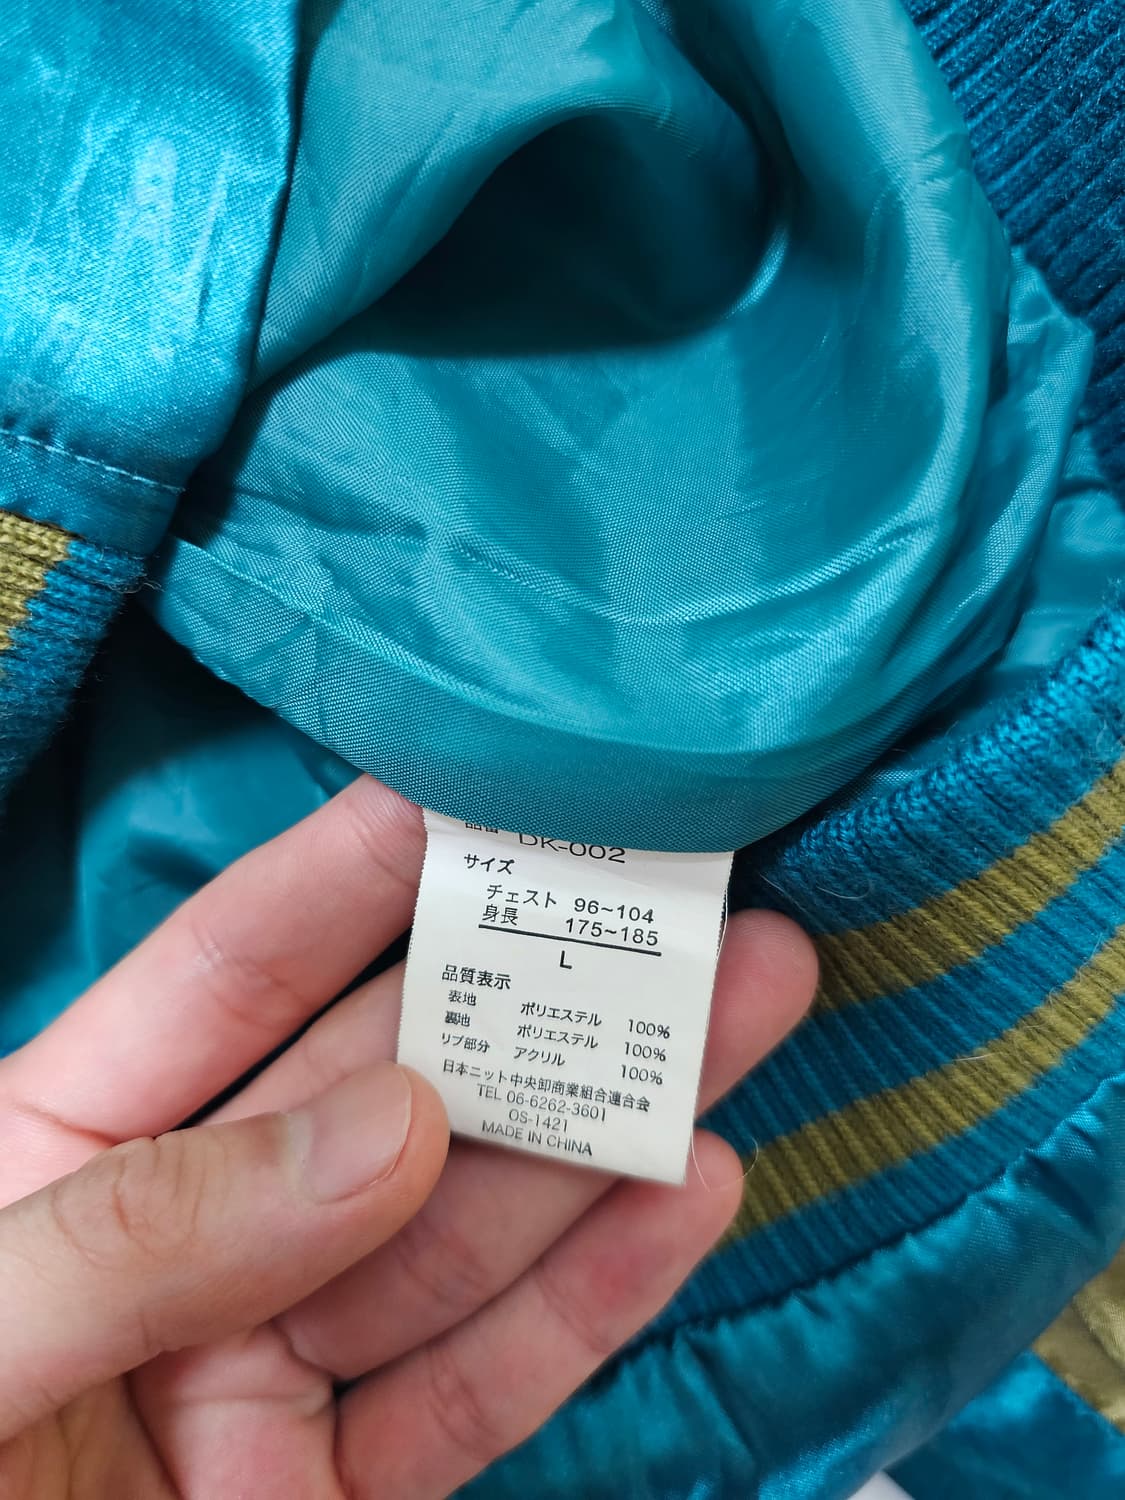 品番 DK-002
サイズ
チェスト 96~104
身長 175~185
L
品質表示
表地 ポリエステル 100%
裏地 ポリエステル 100%
リブ部分 アクリル 100%
日本ニット中央卸商業組合連合会
TEL 06-6262-3601
OS-1421
MADE IN CHINA